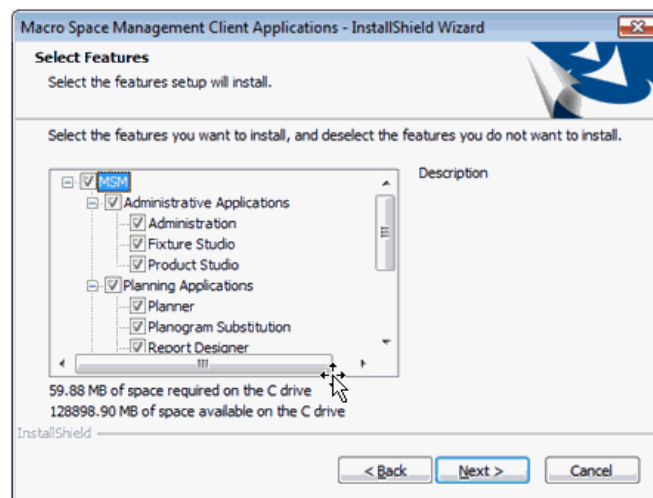 Macro Space Management Client Applications - InstallShield Wizard
Select Features
Select the features setup will install.
Select the features you want to install, and deselect the features you do not want to install.
MSM
Administrative Applications
Administration
Fixture Studio
Product Studio
Planning Applications
Planner
Planogram Substitution
Report Designer
Description
59.88 MB of space required on the C drive
128898.90 MB of space available on the C drive
InstallShield
< Back
Next >
Cancel